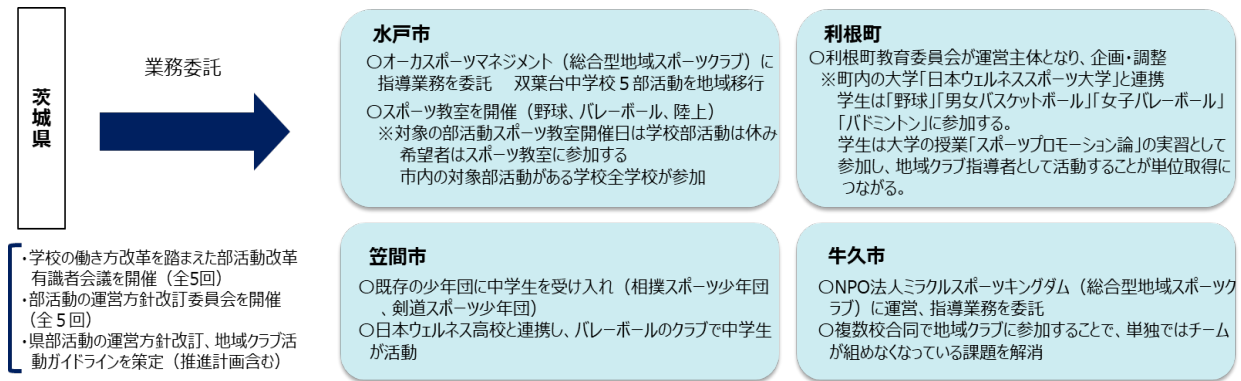 茨城県
業務委託
・学校の働き方改革を踏まえた部活動改革
有識者会議を開催（全5回）
・部活動の運営方針改訂委員会を開催
（全５回）
・県部活動の運営方針改訂、地域クラブ活
動ガイドラインを策定（推進計画含む）
水戸市
○オーカスポーツマネジメント（総合型地域スポーツクラブ）に
指導業務を委託　双葉台中学校５部活動を地域移行
○スポーツ教室を開催（野球、バレーボール、陸上）
※対象の部活動スポーツ教室開催日は学校部活動は休み
希望者はスポーツ教室に参加する
市内の対象部活動がある学校全学校が参加
利根町
○利根町教育委員会が運営主体となり、企画・調整
※町内の大学「日本ウェルネススポーツ大学」と連携
学生は「野球」「男女バスケットボール」「女子バレーボール」
「バドミントン」に参加する。
学生は大学の授業「スポーツプロモーション論」の実習として
参加し、地域クラブ指導者として活動することが単位取得に
つながる。
笠間市
○既存の少年団に中学生を受け入れ（相撲スポーツ少年団
、剣道スポーツ少年団）
○日本ウェルネス高校と連携し、バレーボールのクラブで中学生
が活動
牛久市
○NPO法人ミラクルスポーツキングダム（総合型地域スポーツク
ラブ）に運営、指導業務を委託
○複数校合同で地域クラブに参加することで、単独ではチーム
が組めなくなっている課題を解消